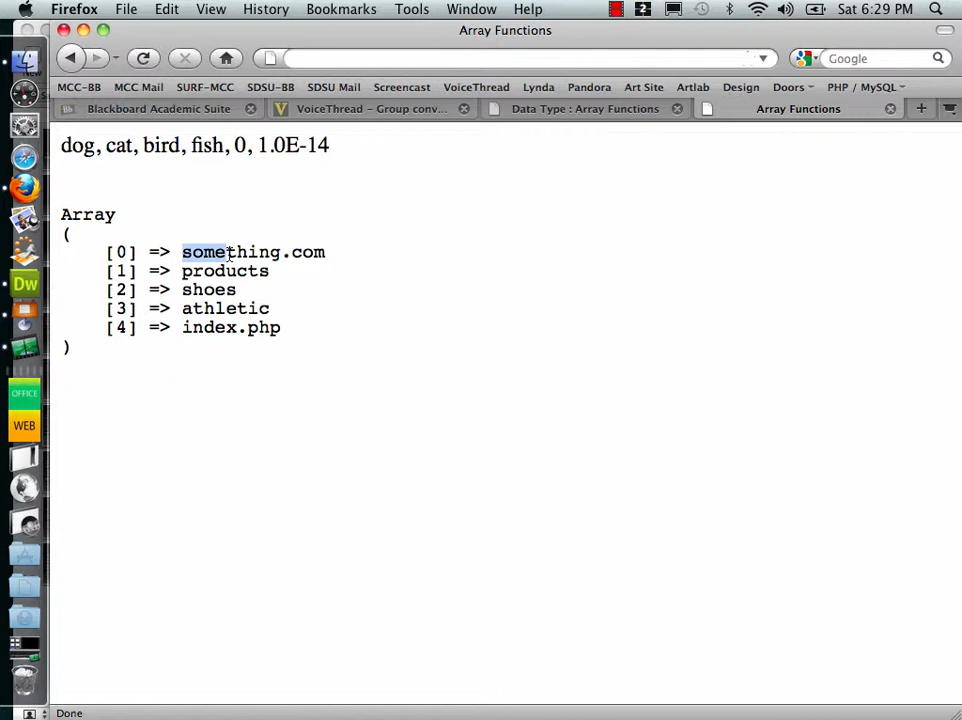 Firefox File Edit View History Bookmarks Tools Window Help 2 Sat 6:29 PM
Array Functions
Google
MCC-BB MCC Mail SURF-MCC SDSU-BB SDSU Mail Screencast VoiceThread Lynda Pandora Art Site Artlab Design Doors PHP / MySQL
Blackboard Academic Suite VoiceThread - Group conv... Data Type : Array Functions Array Functions
dog, cat, bird, fish, 0, 1.0E-14
Array
(
[0] => something.com
[1] => products
[2] => shoes
[3] => athletic
[4] => index.php
)
Dw
OFFICE
WEB
Done